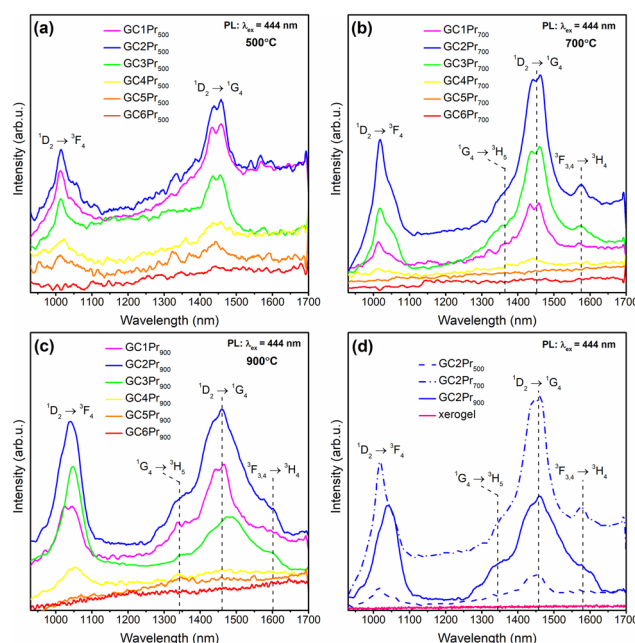 (a)
PL: λex = 444 nm
500°C
GC1Pr500
GC2Pr500
GC3Pr500
GC4Pr500
GC5Pr500
GC6Pr500
¹D₂ → ¹G₄
¹D₂ → ³F₄
Intensity (arb.u.)
1000 1100 1200 1300 1400 1500 1600 1700
Wavelength (nm)
(b)
PL: λex = 444 nm
700°C
GC1Pr700
GC2Pr700
GC3Pr700
GC4Pr700
GC5Pr700
GC6Pr700
¹D₂ → ¹G₄
¹D₂ → ³F₄
¹G₄ → ³H₅
³F₃,₄ → ³H₄
Intensity (arb.u.)
1000 1100 1200 1300 1400 1500 1600 1700
Wavelength (nm)
(c)
PL: λex = 444 nm
900°C
GC1Pr900
GC2Pr900
GC3Pr900
GC4Pr900
GC5Pr900
GC6Pr900
¹D₂ → ¹G₄
¹D₂ → ³F₄
¹G₄ → ³H₅
³F₃,₄ → ³H₄
Intensity (arb.u.)
1000 1100 1200 1300 1400 1500 1600 1700
Wavelength (nm)
(d)
PL: λex = 444 nm
GC2Pr500
GC2Pr700
GC2Pr900
xerogel
¹D₂ → ¹G₄
¹D₂ → ³F₄
¹G₄ → ³H₅
³F₃,₄ → ³H₄
Intensity (arb.u.)
1000 1100 1200 1300 1400 1500 1600 1700
Wavelength (nm)